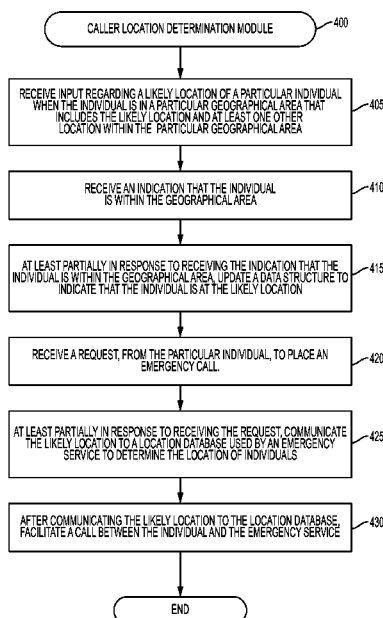 CALLER LOCATION DETERMINATION MODULE
400
RECEIVE INPUT REGARDING A LIKELY LOCATION OF A PARTICULAR INDIVIDUAL
WHEN THE INDIVIDUAL IS IN A PARTICULAR GEOGRAPHICAL AREA THAT
INCLUDES THE LIKELY LOCATION AND AT LEAST ONE OTHER
LOCATION WITHIN THE PARTICULAR GEOGRAPHICAL AREA
405
RECEIVE AN INDICATION THAT THE INDIVIDUAL
IS WITHIN THE GEOGRAPHICAL AREA
410
AT LEAST PARTIALLY IN RESPONSE TO RECEIVING THE INDICATION THAT THE
INDIVIDUAL IS WITHIN THE GEOGRAPHICAL AREA, UPDATE A DATA STRUCTURE TO
INDICATE THAT THE INDIVIDUAL IS AT THE LIKELY LOCATION
415
RECEIVE A REQUEST, FROM THE PARTICULAR INDIVIDUAL, TO PLACE AN
EMERGENCY CALL.
420
AT LEAST PARTIALLY IN RESPONSE TO RECEIVING THE REQUEST, COMMUNICATE
THE LIKELY LOCATION TO A LOCATION DATABASE USED BY AN EMERGENCY
SERVICE TO DETERMINE THE LOCATION OF INDIVIDUALS
425
AFTER COMMUNICATING THE LIKELY LOCATION TO THE LOCATION DATABASE,
FACILITATE A CALL BETWEEN THE INDIVIDUAL AND THE EMERGENCY SERVICE
430
END